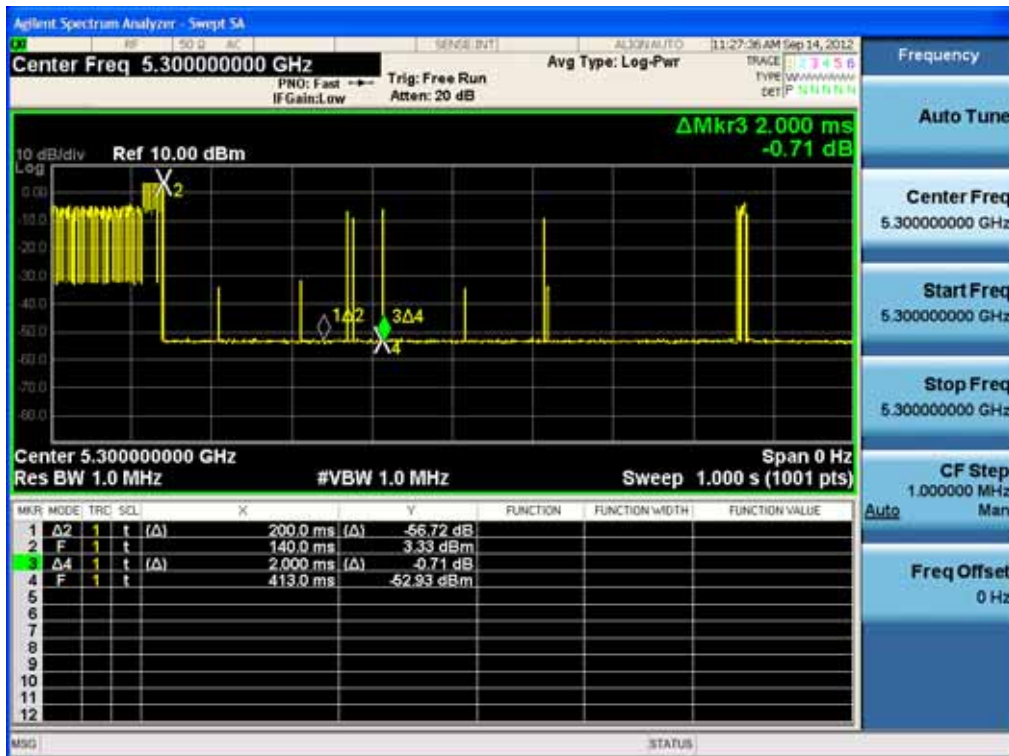 Agilent Spectrum Analyzer - Swept SA
RF 50 Ω AC SENSE:INT ALIGNAUTO 11:27:36 AM Sep 14, 2012
Center Freq 5.300000000 GHz
PNO: Fast
IFGain:Low
Trig: Free Run
Atten: 20 dB
Avg Type: Log-Pwr
TRACE 1 2 3 4 5 6
TYPE
DET P N N N N N
ΔMkr3 2.000 ms
-0.71 dB
10 dB/div Ref 10.00 dBm
Log
0.00
-10.0
-20.0
-30.0
-40.0
-50.0
-60.0
-70.0
-80.0
2
1Δ2
3Δ4
4
Center 5.300000000 GHz Span 0 Hz
Res BW 1.0 MHz #VBW 1.0 MHz Sweep 1.000 s (1001 pts)
MKR MODE TRC SCL X Y FUNCTION FUNCTION WIDTH FUNCTION VALUE
1 Δ2 1 t (Δ) 200.0 ms (Δ) -56.72 dB
2 F 1 t 140.0 ms 3.33 dBm
3 Δ4 1 t (Δ) 2.000 ms (Δ) -0.71 dB
4 F 1 t 413.0 ms -52.93 dBm
5
6
7
8
9
10
11
12
MSG STATUS
Frequency
Auto Tune
Center Freq
5.300000000 GHz
Start Freq
5.300000000 GHz
Stop Freq
5.300000000 GHz
CF Step
1.000000 MHz
Auto Man
Freq Offset
0 Hz